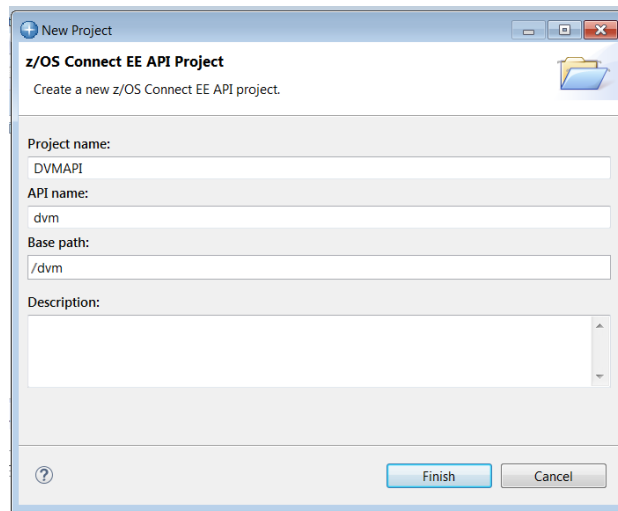 New Project
z/OS Connect EE API Project
Create a new z/OS Connect EE API project.
Project name:
DVMAPI
API name:
dvm
Base path:
/dvm
Description:
?
Finish Cancel